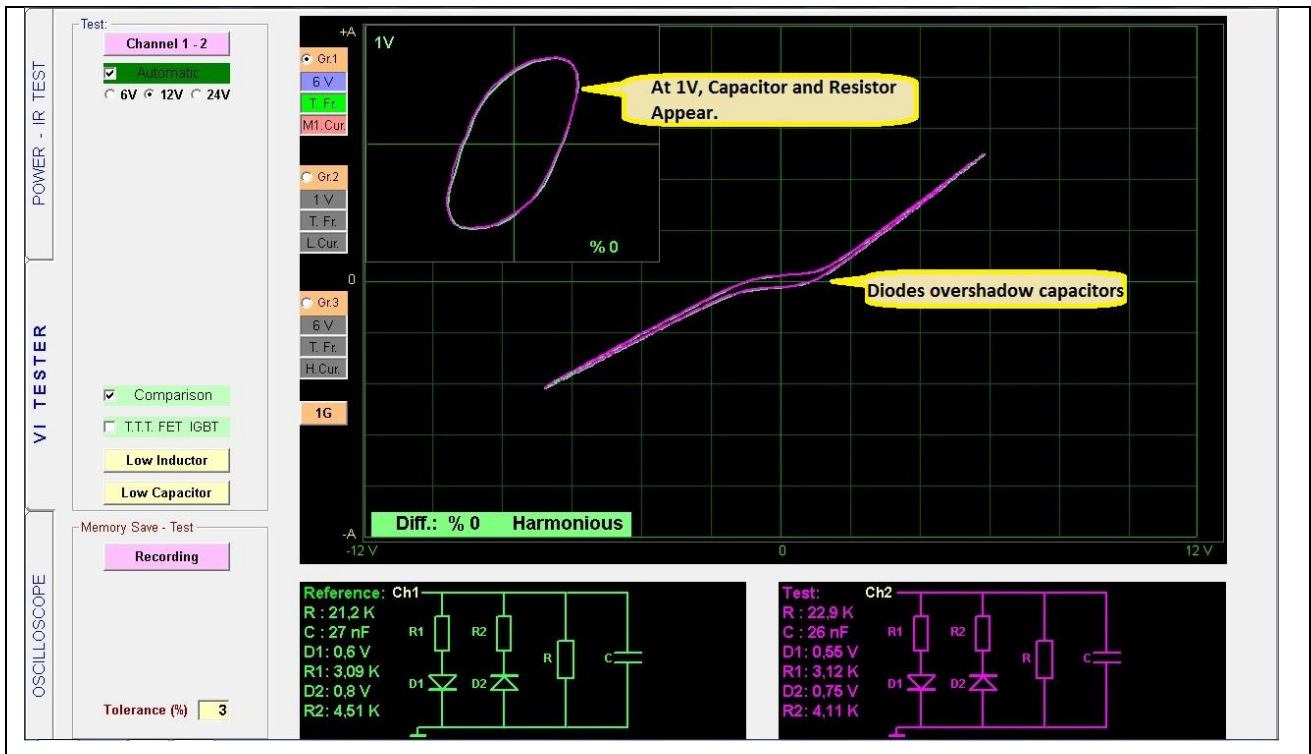 POWER - IR TEST
VI TESTER
OSCILLOSCOPE
Test:
Channel 1 - 2
Automatic
6V 12V 24V
Comparison
T.T.T. FET IGBT
Low Inductor
Low Capacitor
Memory Save - Test
Recording
Tolerance (%) 3
Gr.1
6 V
T. Fr.
M1.Cur.
Gr.2
1 V
T. Fr.
L.Cur.
Gr.3
6 V
T. Fr.
H.Cur.
1G
+A
0
-A
1V
% 0
At 1V, Capacitor and Resistor
Appear.
Diodes overshadow capacitors
Diff.: % 0 Harmonious
-12 V 0 12 V
Reference: Ch1
R : 21,2 K
C : 27 nF
D1: 0,6 V
R1: 3,09 K
D2: 0,8 V
R2: 4,51 K
R1 R2 R C
D1 D2
Test: Ch2
R : 22,9 K
C : 26 nF
D1: 0,55 V
R1: 3,12 K
D2: 0,75 V
R2: 4,11 K
R1 R2 R C
D1 D2